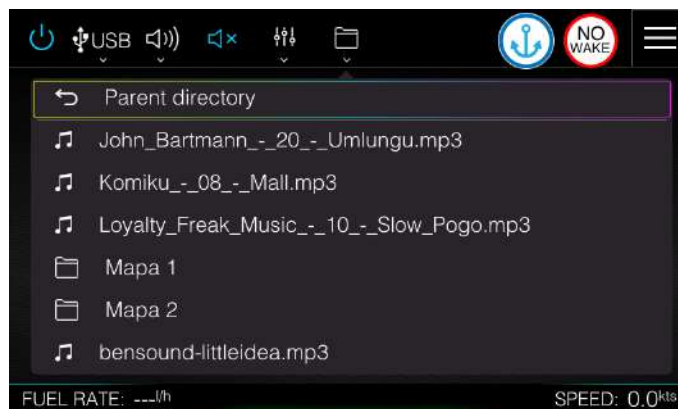 USB
NO
WAKE
Parent directory
John_Bartmann_-_20_-_Umlungu.mp3
Komiku_-_08_-_Mall.mp3
Loyalty_Freak_Music_-_10_-_Slow_Pogo.mp3
Mapa 1
Mapa 2
bensound-littleidea.mp3
FUEL RATE: ---l/h SPEED: 0.0kts